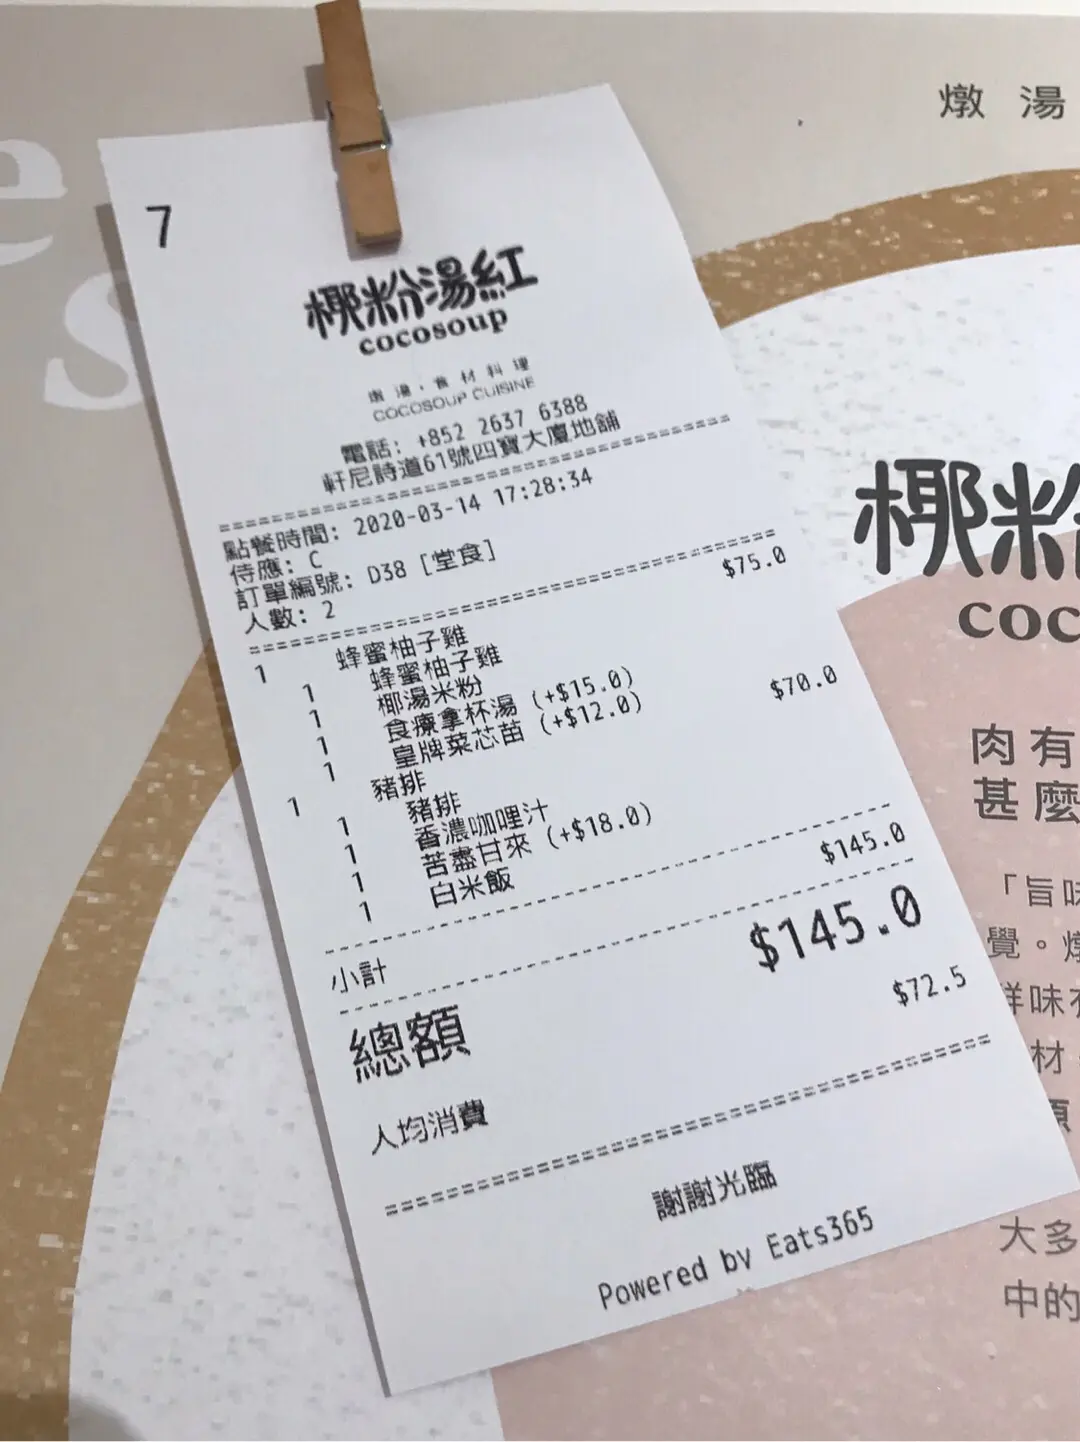 7
椰粉湯紅
cocosoup
燉湯・食材料理
COCOSOUP CUISINE
電話: +852 2637 6388
軒尼詩道61號四寶大廈地舖
點餐時間: 2020-03-14 17:28:34
侍應: C
訂單編號: D38 [堂食]
人數: 2
1 蜂蜜柚子雞 $75.0
1 蜂蜜柚子雞
1 椰湯米粉
1 食療拿杯湯 (+$15.0)
1 皇牌菜芯苗 (+$12.0)
1 豬排 $70.0
1 豬排
1 香濃咖哩汁
1 苦盡甘來 (+$18.0)
1 白米飯
小計 $145.0
總額 $145.0
人均消費 $72.5
謝謝光臨
Powered by Eats365
燉湯
椰米
coc
肉有
甚麼
「旨味
覺。
味
材
大多
中的
e
s